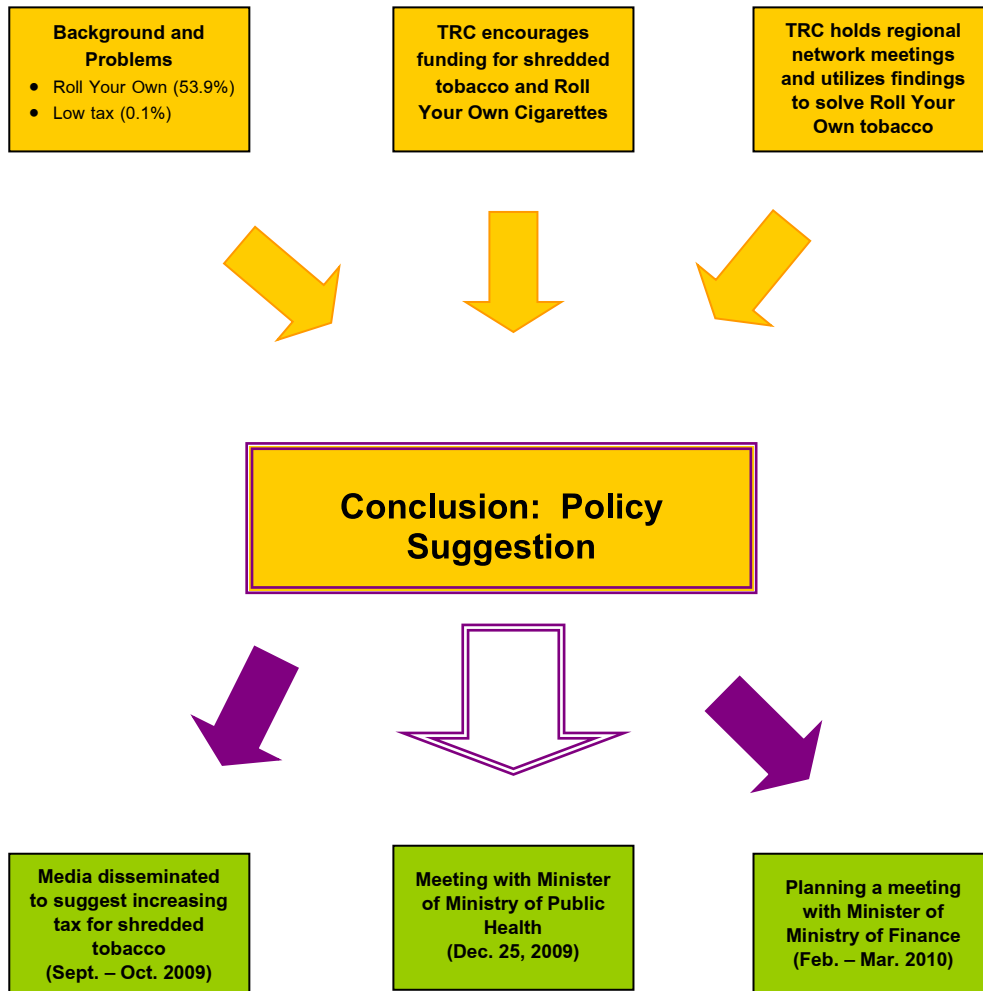 Background and
Problems
• Roll Your Own (53.9%)
• Low tax (0.1%)
TRC encourages
funding for shredded
tobacco and Roll
Your Own Cigarettes
TRC holds regional
network meetings
and utilizes findings
to solve Roll Your
Own tobacco
Conclusion: Policy
Suggestion
Media disseminated
to suggest increasing
tax for shredded
tobacco
(Sept. – Oct. 2009)
Meeting with Minister
of Ministry of Public
Health
(Dec. 25, 2009)
Planning a meeting
with Minister of
Ministry of Finance
(Feb. – Mar. 2010)